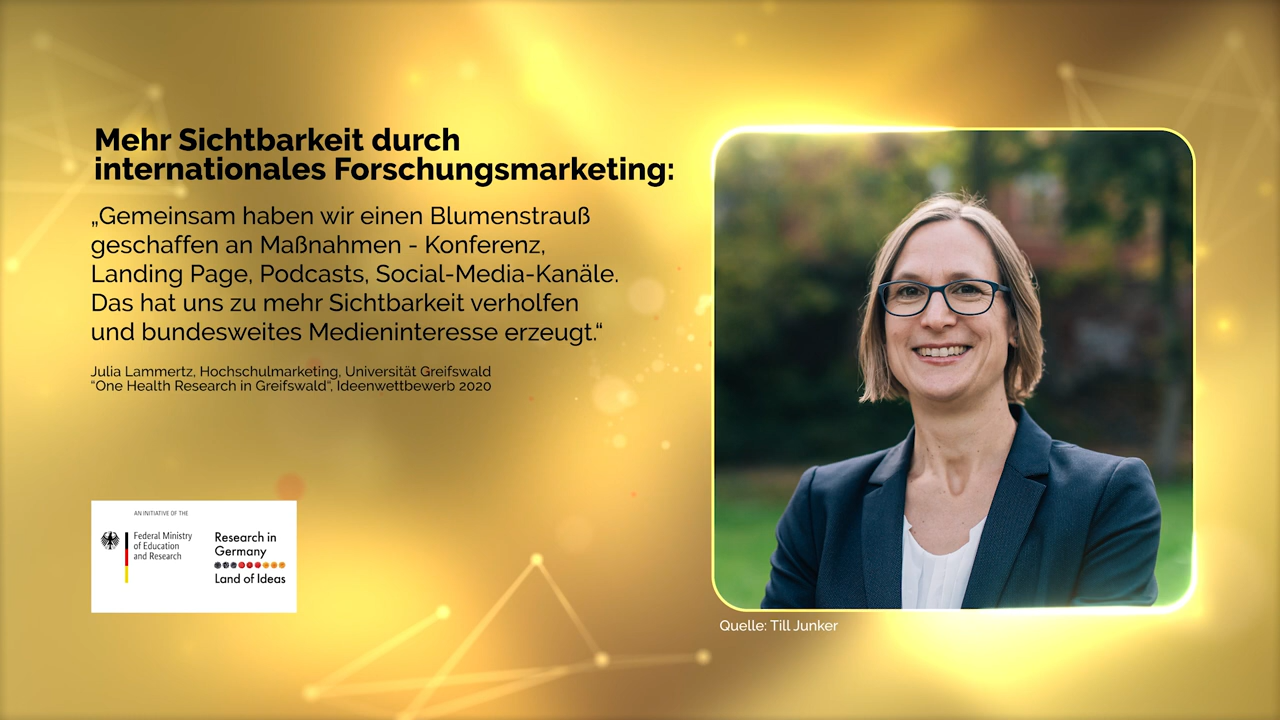 Mehr Sichtbarkeit durch
internationales Forschungsmarketing:
„Gemeinsam haben wir einen Blumenstrauß
geschaffen an Maßnahmen - Konferenz,
Landing Page, Podcasts, Social-Media-Kanäle.
Das hat uns zu mehr Sichtbarkeit verholfen
und bundesweites Medieninteresse erzeugt.“
Julia Lammertz, Hochschulmarketing, Universität Greifswald
“One Health Research in Greifswald“, Ideenwettbewerb 2020
AN INITIATIVE OF THE
Federal Ministry
of Education
and Research
Research in
Germany
Land of Ideas
Quelle: Till Junker